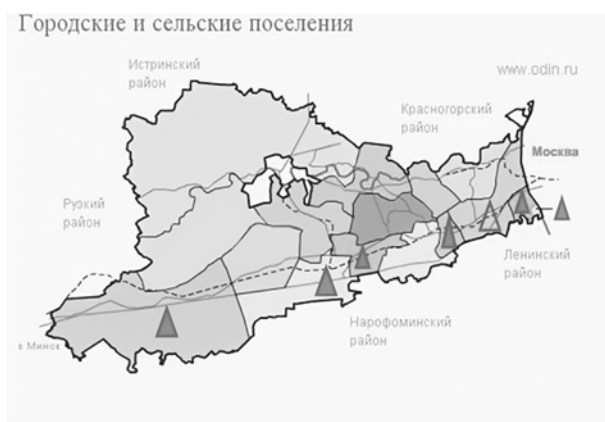 Городские и сельские поселения
Истринский
район
www.odin.ru
Красногорский
район
Москва
Рузкий
район
Ленинский
район
Нарофоминский
район
в Минск